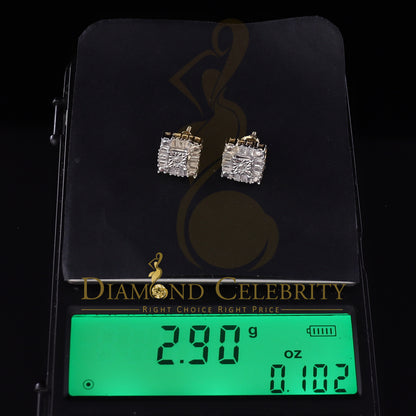 DIAMOND CELEBRITY
RIGHT CHOICE RIGHT PRICE
2.90 g
oz
0.102